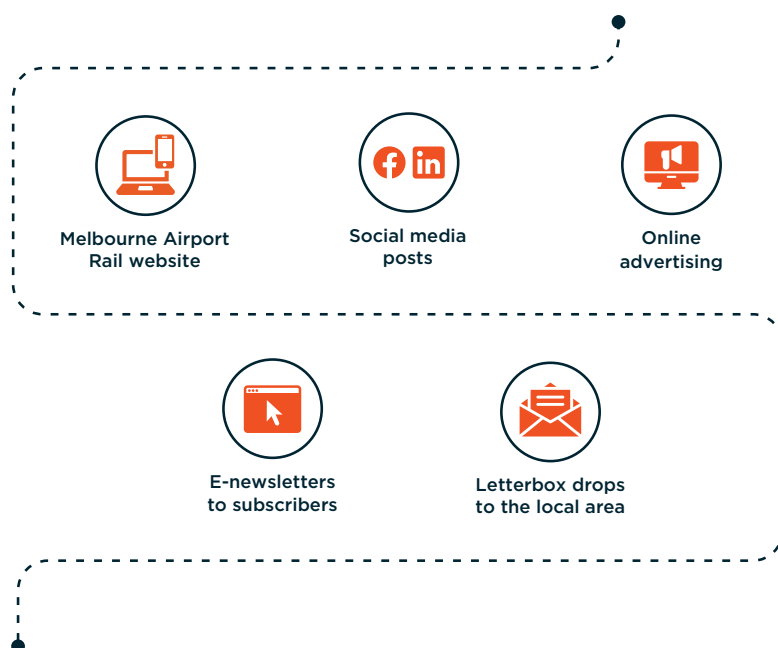 Melbourne Airport
Rail website
Social media
posts
Online
advertising
E-newsletters
to subscribers
Letterbox drops
to the local area